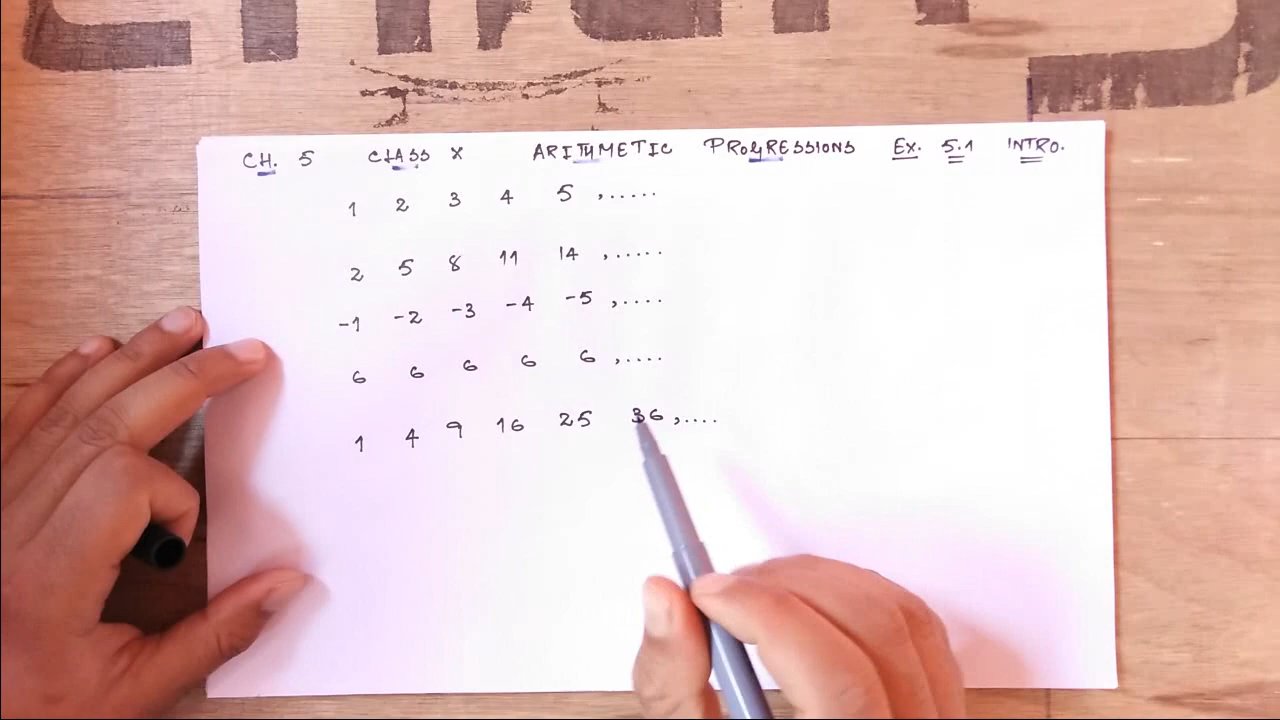 CH. 5 CLASS X ARITHMETIC PROGRESSIONS Ex. 5.1 INTRO.
1 2 3 4 5 ,.....
2 5 8 11 14 ,.....
-1 -2 -3 -4 -5 ,....
6 6 6 6 6 ,....
1 4 9 16 25 36 ,....